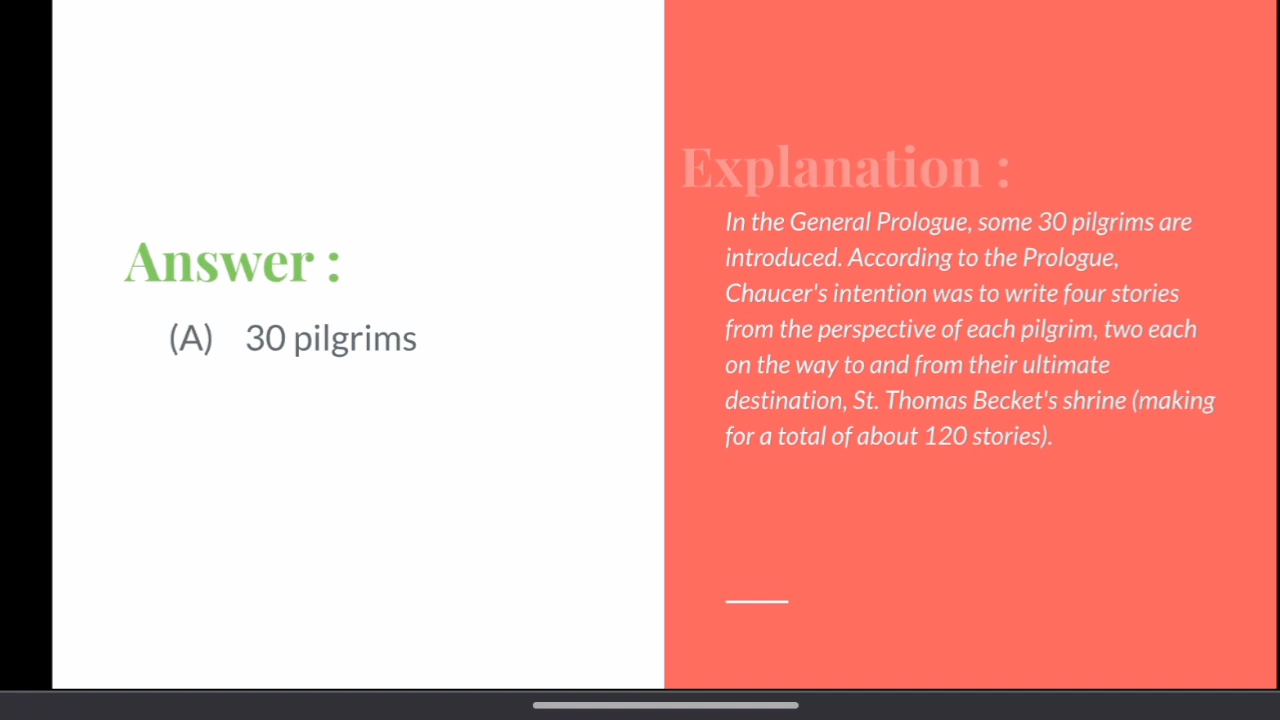 Answer :
(A) 30 pilgrims
Explanation :
In the General Prologue, some 30 pilgrims are
introduced. According to the Prologue,
Chaucer's intention was to write four stories
from the perspective of each pilgrim, two each
on the way to and from their ultimate
destination, St. Thomas Becket's shrine (making
for a total of about 120 stories).